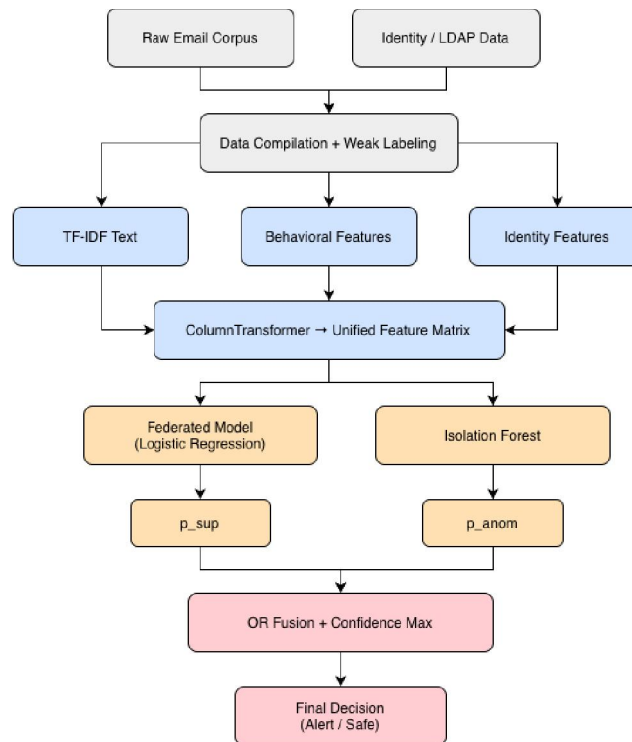 Raw Email Corpus
Identity / LDAP Data
Data Compilation + Weak Labeling
TF-IDF Text
Behavioral Features
Identity Features
ColumnTransformer → Unified Feature Matrix
Federated Model
(Logistic Regression)
Isolation Forest
p_sup
p_anom
OR Fusion + Confidence Max
Final Decision
(Alert / Safe)